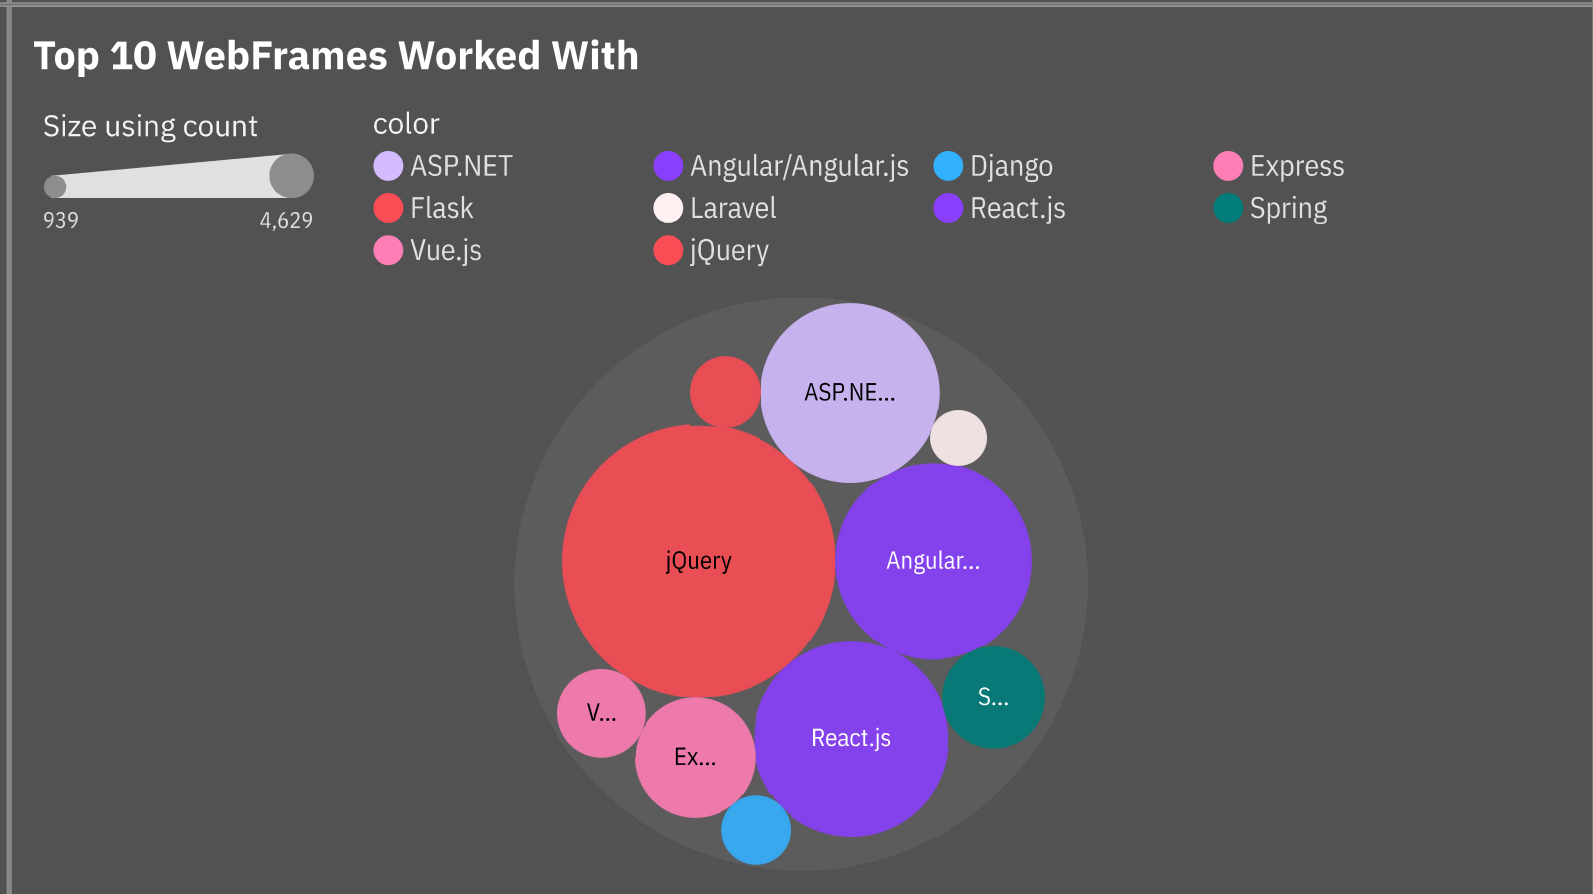 Top 10 WebFrames Worked With
Size using count
939 4,629
color
ASP.NET Angular/Angular.js Django Express
Flask Laravel React.js Spring
Vue.js jQuery
ASP.NE...
jQuery Angular...
S...
V...
React.js
Ex...